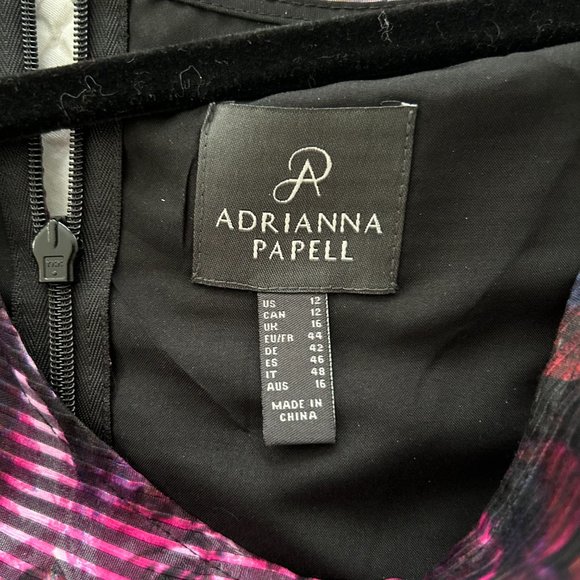 ADRIANNA
PAPELL
US 12
CAN 12
UK 16
EU/FR 44
DE 42
ES 46
IT 48
AUS 16
MADE IN
CHINA